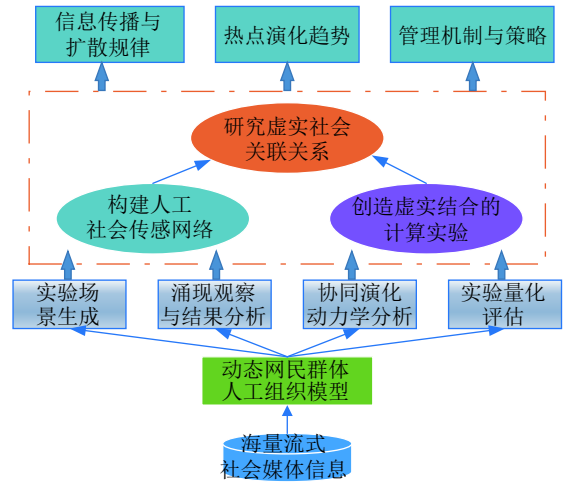 信息传播与
扩散规律
热点演化趋势
管理机制与策略
研究虚实社会
关联关系
构建人工
社会传感网络
创造虚实结合的
计算实验
实验场
景生成
涌现观察
与结果分析
协同演化
动力学分析
实验量化
评估
动态网民群体
人工组织模型
海量流式
社会媒体信息